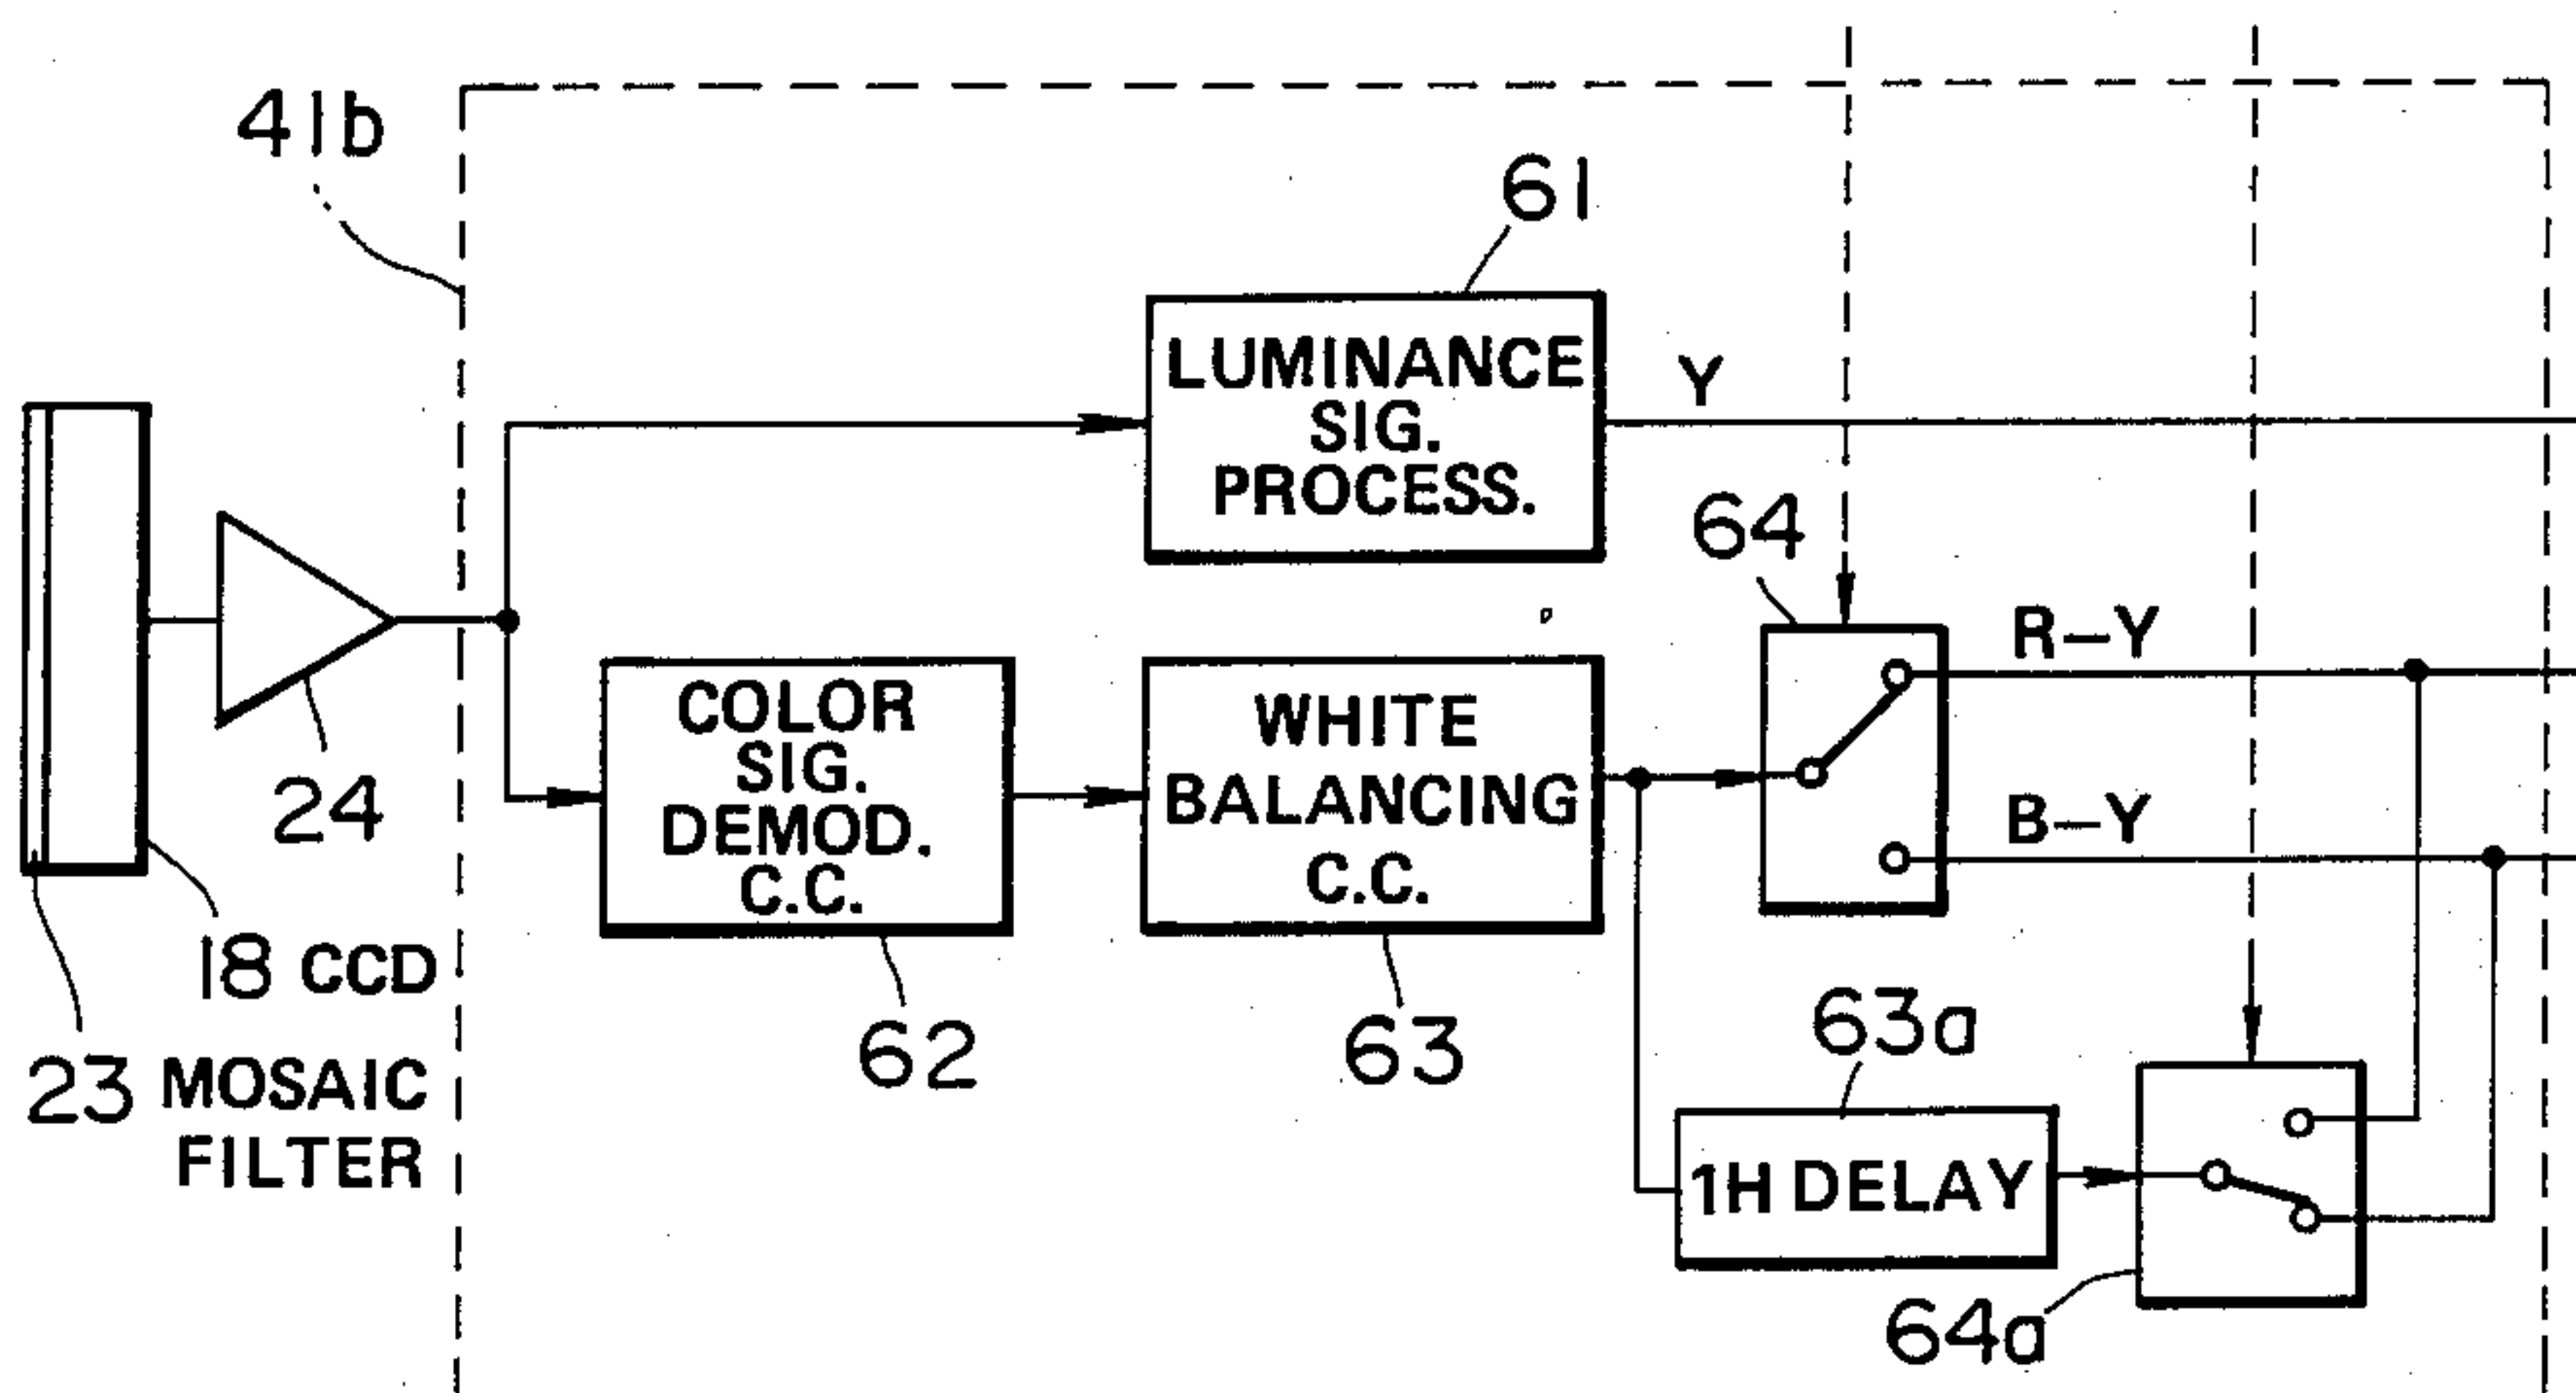 41b
61
LUMINANCE
SIG.
PROCESS.
Y
64
R–Y
B–Y
24
COLOR
SIG.
DEMOD.
C.C.
WHITE
BALANCING
C.C.
18 CCD
23 MOSAIC
FILTER
62
63
63a
1H DELAY
64a